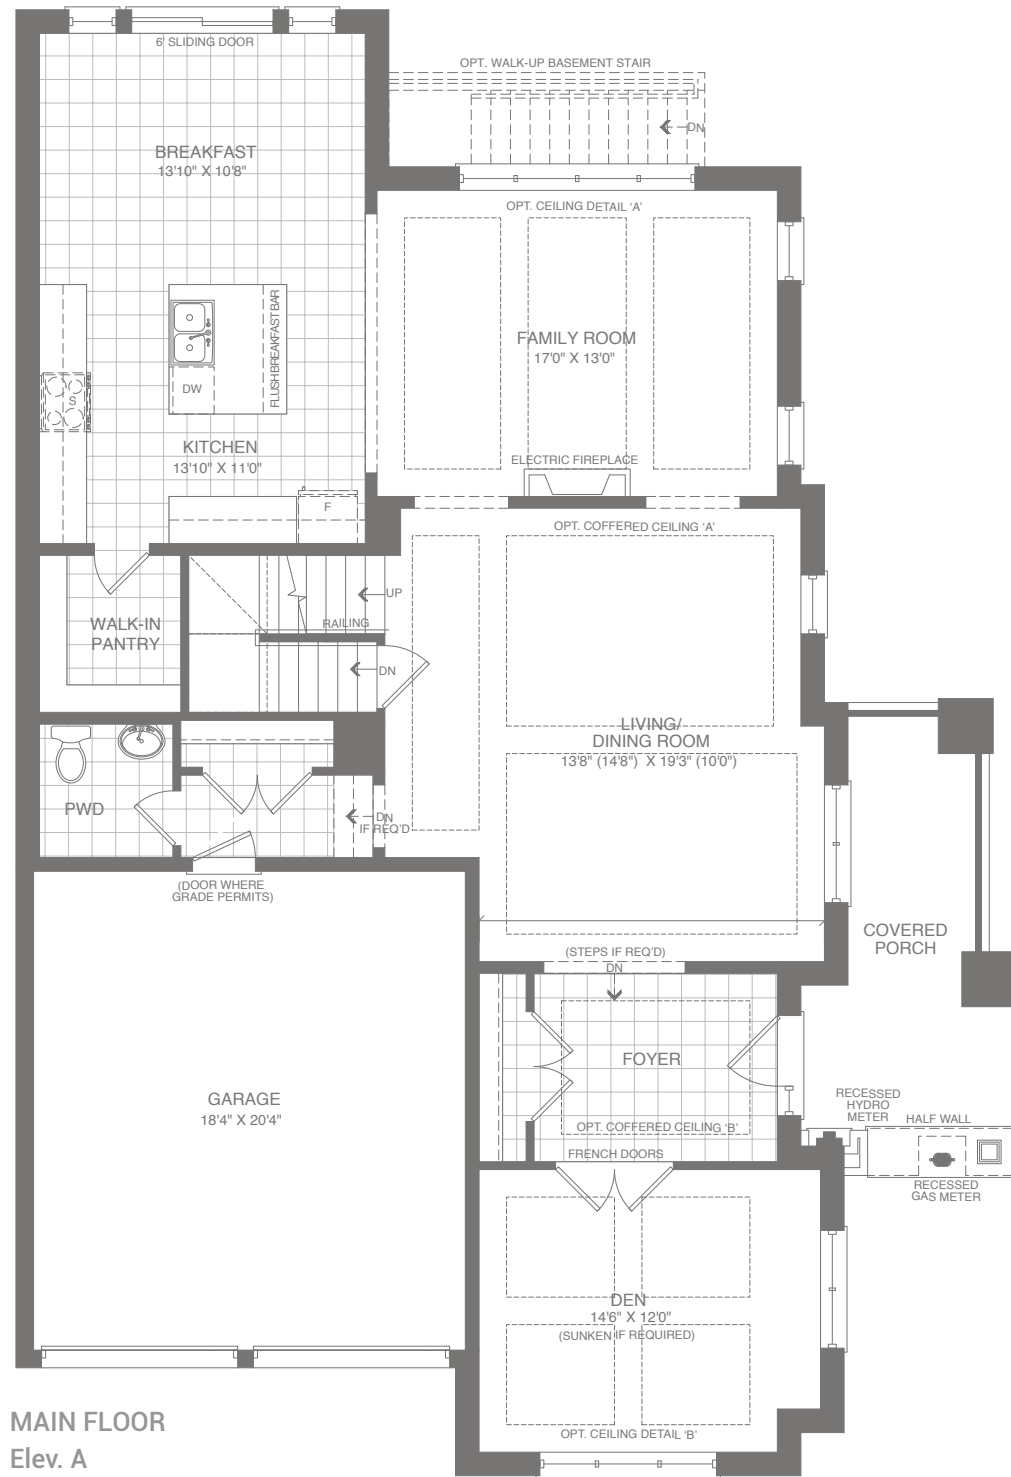 6' SLIDING DOOR
OPT. WALK-UP BASEMENT STAIR
DN
BREAKFAST
13'10" X 10'8"
OPT. CEILING DETAIL 'A'
FLUSH BREAKFAST BAR
FAMILY ROOM
17'0" X 13'0"
DW
S
KITCHEN
13'10" X 11'0"
ELECTRIC FIREPLACE
F
OPT. COFFERED CEILING 'A'
UP
RAILING
WALK-IN
PANTRY
DN
LIVING/
DINING ROOM
13'8" (14'8") X 19'3" (10'0")
PWD
DN
IF REQ'D
(DOOR WHERE
GRADE PERMITS)
COVERED
PORCH
(STEPS IF REQ'D)
DN
FOYER
GARAGE
18'4" X 20'4"
RECESSED
HYDRO
METER
HALF WALL
OPT. COFFERED CEILING 'B'
FRENCH DOORS
RECESSED
GAS METER
DEN
14'6" X 12'0"
(SUNKEN IF REQUIRED)
OPT. CEILING DETAIL 'B'
MAIN FLOOR
Elev. A